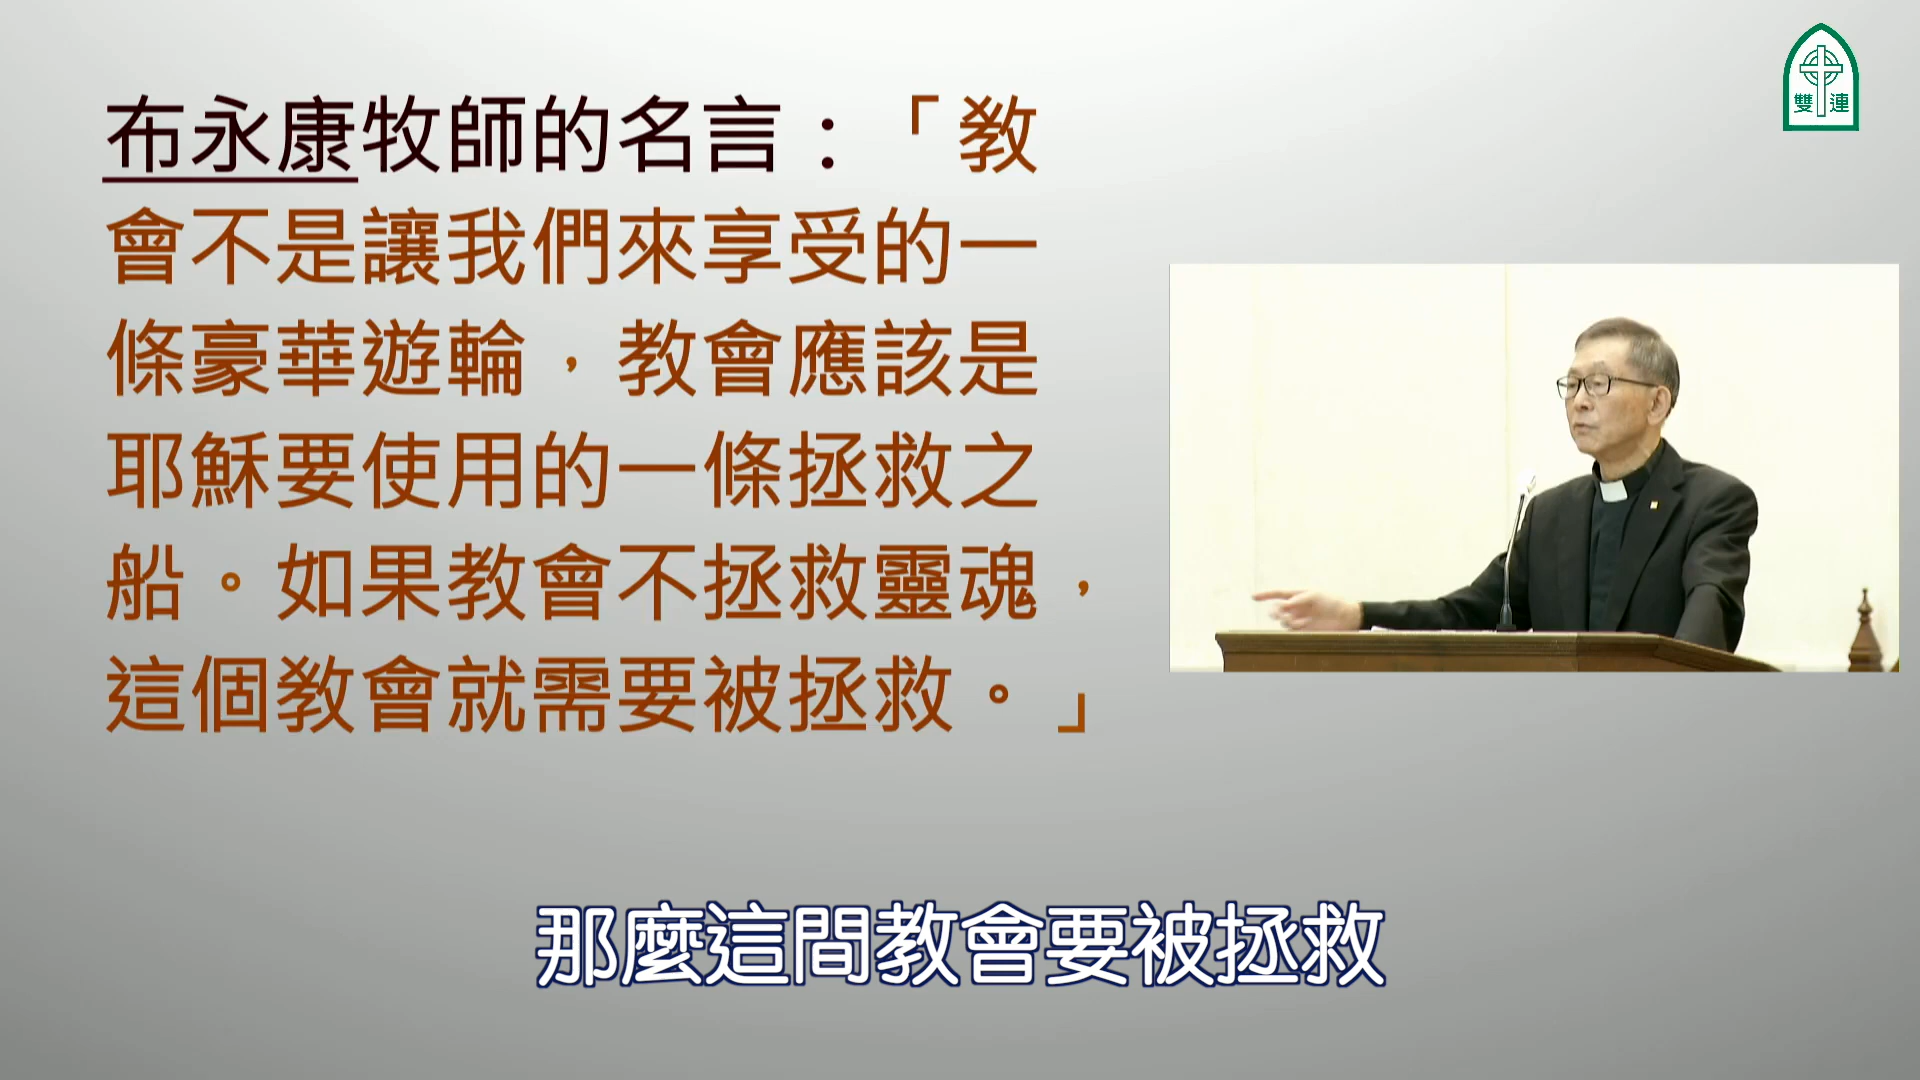 布永康牧師的名言：「教
會不是讓我們來享受的一
條豪華遊輪，教會應該是
耶穌要使用的一條拯救之
船。如果教會不拯救靈魂，
這個教會就需要被拯救。」
雙連
那麼這間教會要被拯救